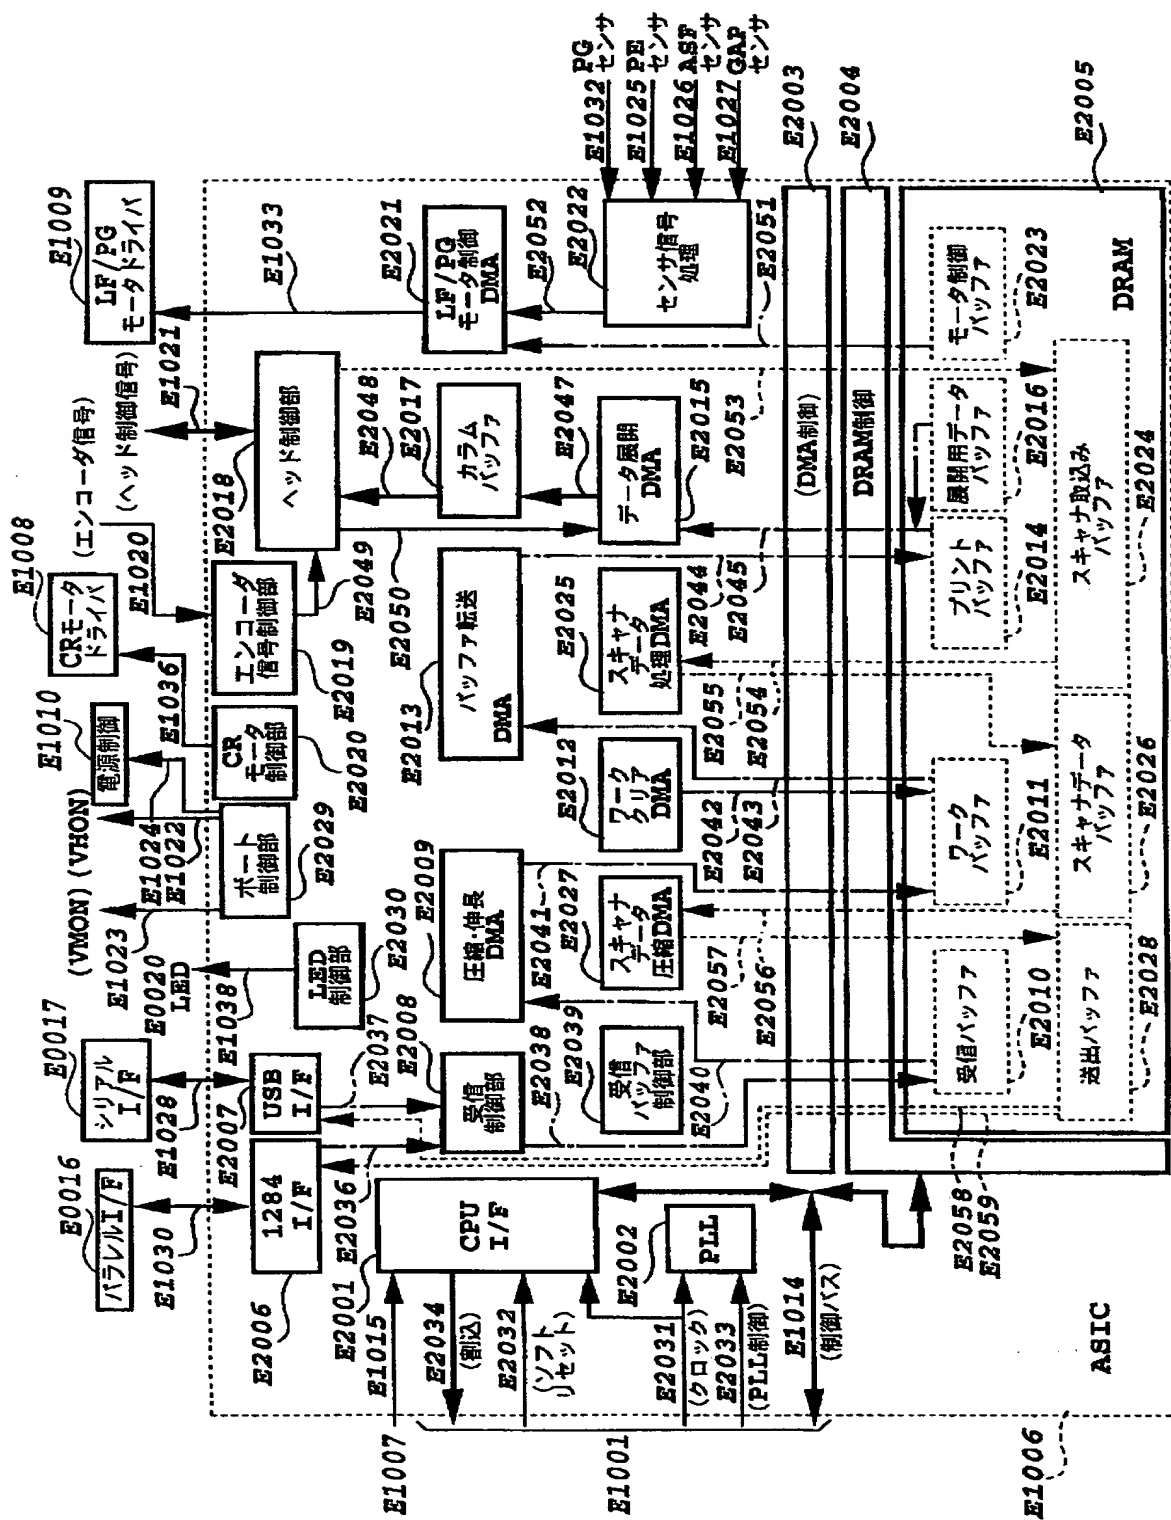 E0016
パラレルI/F
E1030
E0017
シリアル
I/F
E1028
E2007
(VMON)
(VHON)
E1023
E0020
LED
E1038
E1024
E1022
E1010
電源制御
E1036
E1008
CRモータ
ドライバ
E1020
(エンコーダ信号)
(ヘッド制御信号)
E1021
E2018
E1009
LF/PG
モータドライバ
E1033
E2006
1284
I/F
USB
I/F
E2037
E2008
LED
制御部
E2030
ポート
制御部
E2029
CR
モータ
制御部
E2020
エンコーダ
信号制御部
E2019
E2049
E2050
ヘッド制御部
E2048
E2017
カラム
バッファ
E2047
LF/PG
モータ制御
DMA
E2021
E2052
E2022
センサ信号
処理
E1032
PG
センサ
E1025
PE
センサ
E1026
ASF
センサ
E1027
GAP
センサ
E1007
E1015
E2001
E2034
(割込)
E2032
(ソフト
リセット)
CPU
I/F
E2036
受信
制御部
E2038
E2039
圧縮・伸長
DMA
E2009
E2041
E2027
バッファ転送
DMA
E2013
データ展開
DMA
E2015
E2053
E2051
E1001
E2031
(クロック)
E2033
(PLL制御)
E2002
PLL
受信
バッファ
制御部
E2040
スキャナ
データ
圧縮DMA
E2057
E2056
ワーク
クリア
DMA
E2012
E2042
E2043
スキャナ
データ
処理DMA
E2025
E2055
E2054
E2044
E2045
E1014
(制御バス)
(DMA制御)
E2003
DRAM制御
E2004
E2005
E2058
E2059
受信バッファ
E2010
ワーク
バッファ
E2011
プリント
バッファ
E2014
展開用データ
バッファ
E2016
モータ制御
バッファ
E2023
送出バッファ
E2028
スキャナデータ
バッファ
E2026
スキャナ取込み
バッファ
E2024
DRAM
ASIC
E1006